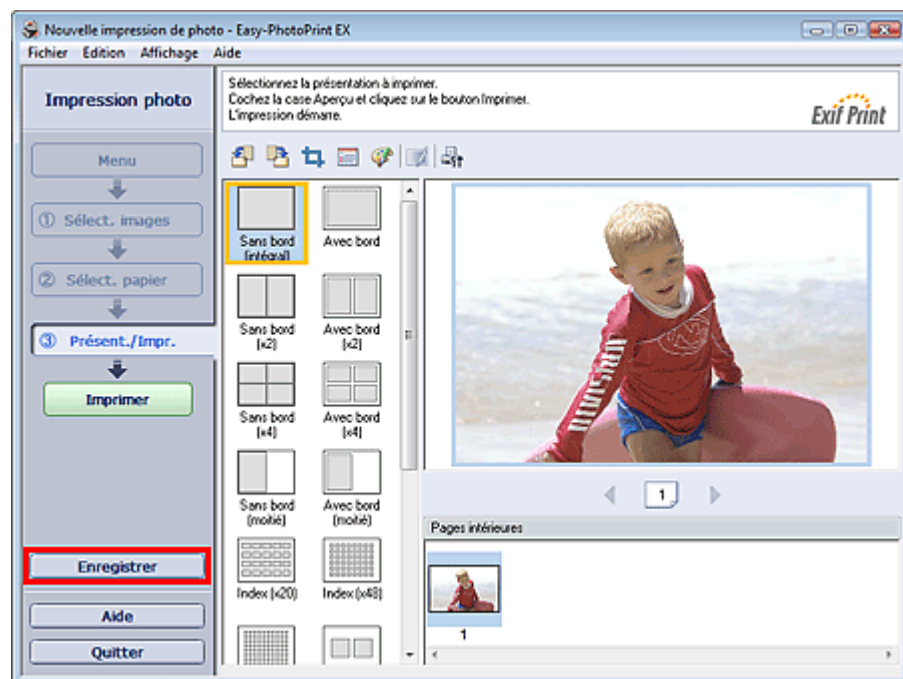 Nouvelle impression de photo - Easy-PhotoPrint EX
Fichier Edition Affichage Aide
Impression photo
Sélectionnez la présentation à imprimer.
Cochez la case Aperçu et cliquez sur le bouton Imprimer.
L'impression démarre.
Exif Print
Menu
① Sélect. images
② Sélect. papier
③ Présent./Impr.
Imprimer
Enregistrer
Aide
Quitter
Sans bord
(intégral)
Avec bord
Sans bord
(x2)
Avec bord
(x2)
Sans bord
(x4)
Avec bord
(x4)
Sans bord
(moitié)
Avec bord
(moitié)
Index (x20)
Index (x48)
1
Pages intérieures
1